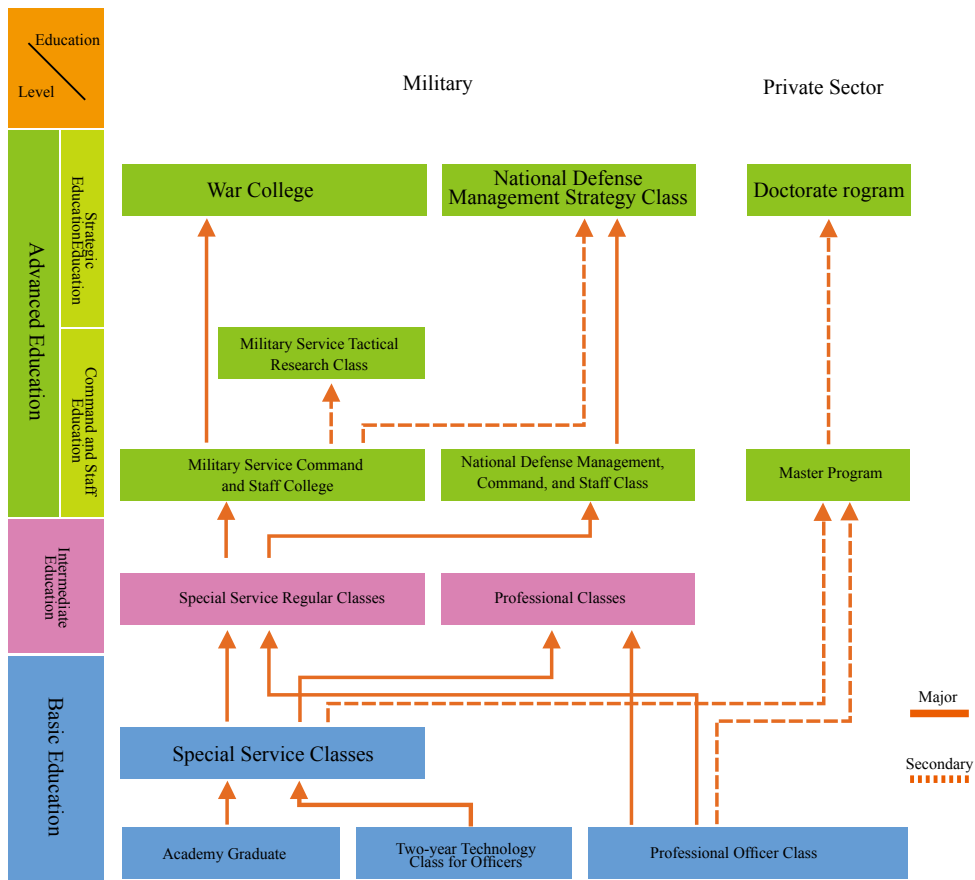 Education
Level
Military
Private Sector
Advanced Education
Strategic
EducationEducation
War College
National Defense
Management Strategy Class
Doctorate rogram
Military Service Tactical
Research Class
Command and Staff
Education
Military Service Command
and Staff College
National Defense Management,
Command, and Staff Class
Master Program
Intermediate
Education
Special Service Regular Classes
Professional Classes
Basic Education
Major
Secondary
Special Service Classes
Academy Graduate
Two-year Technology
Class for Officers
Professional Officer Class